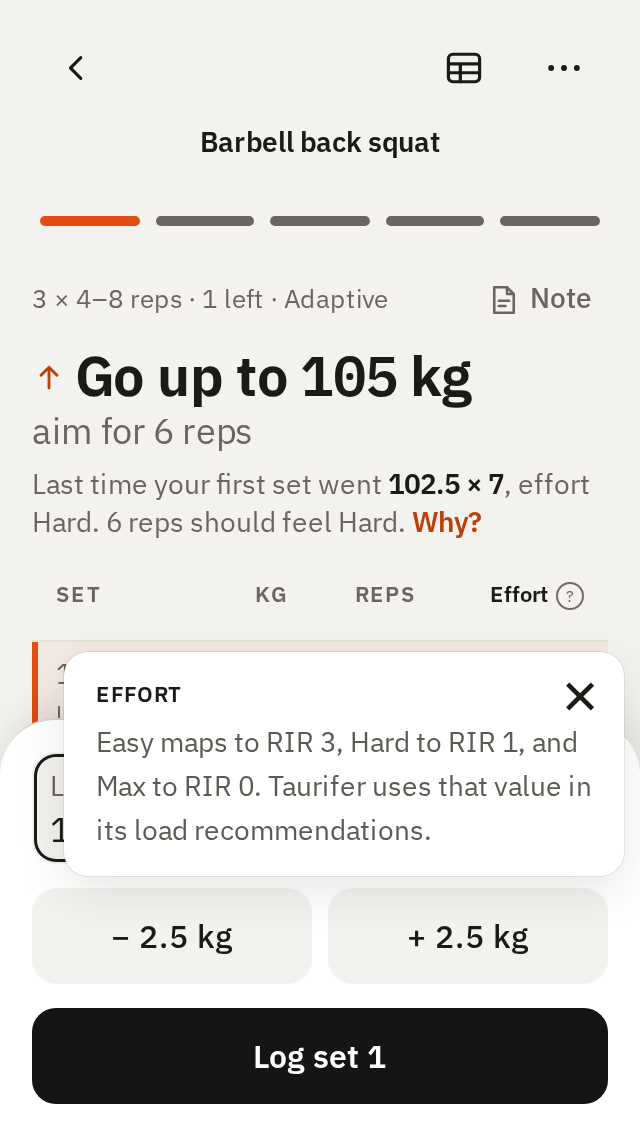 Barbell back squat
3 × 4–8 reps · 1 left · Adaptive
Note
↑ Go up to 105 kg
aim for 6 reps
Last time your first set went 102.5 × 7, effort
Hard. 6 reps should feel Hard. Why?
SET KG REPS Effort ?
EFFORT
Easy maps to RIR 3, Hard to RIR 1, and
Max to RIR 0. Taurifer uses that value in
its load recommendations.
− 2.5 kg
+ 2.5 kg
Log set 1